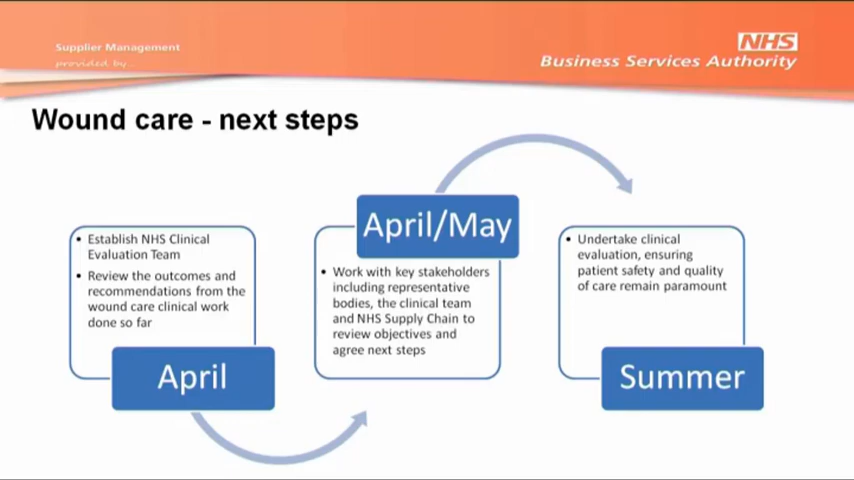 Supplier Management
provided by...
NHS
Business Services Authority
Wound care - next steps
• Establish NHS Clinical
Evaluation Team
• Review the outcomes and
recommendations from the
wound care clinical work
done so far
April
April/May
• Work with key stakeholders
including representative
bodies, the clinical team
and NHS Supply Chain to
review objectives and
agree next steps
• Undertake clinical
evaluation, ensuring
patient safety and quality
of care remain paramount
Summer